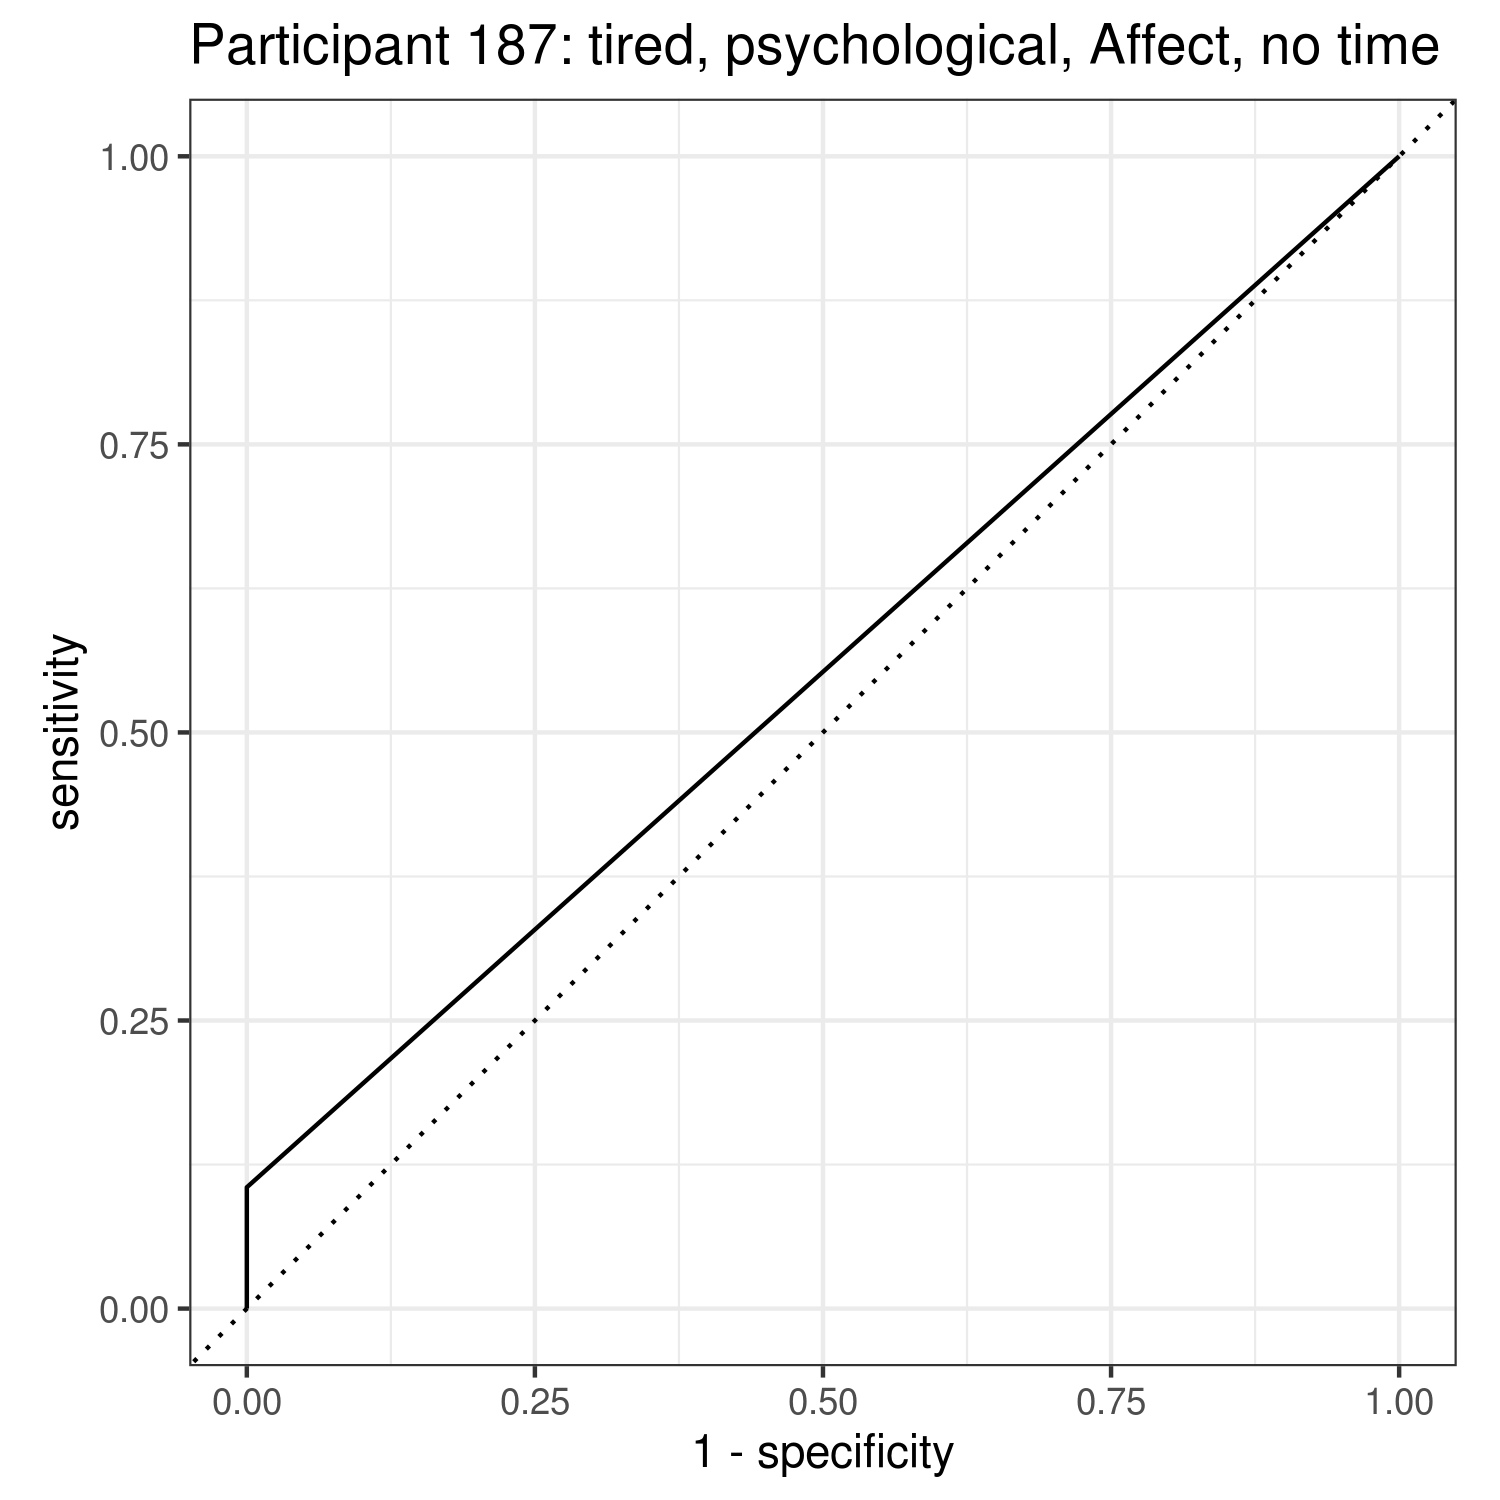 Participant 187: tired, psychological, Affect, no time
1.00
0.75
0.50
0.25
0.00
sensitivity
0.00 0.25 0.50 0.75 1.00
1 - specificity